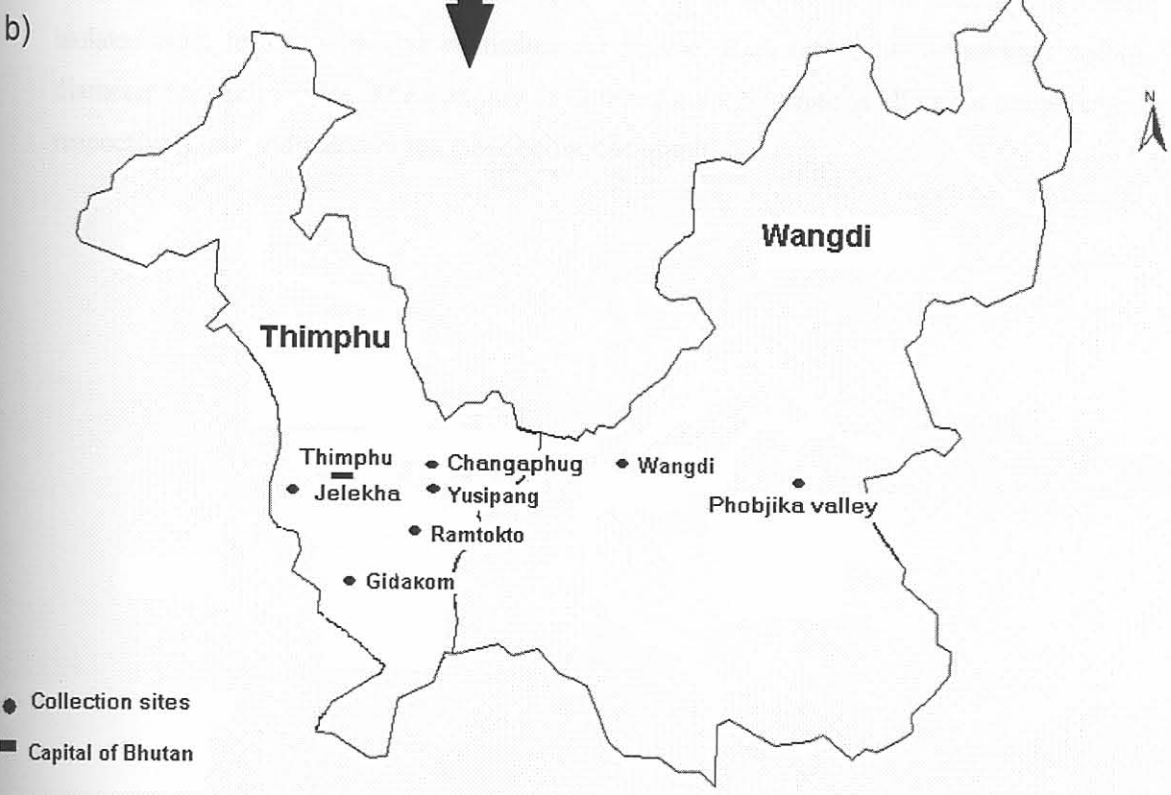 b)
N
Wangdi
Thimphu
Thimphu
Changaphug
Wangdi
Jelekha
Yusipang
Phobjika valley
Ramtokto
Gidakom
Collection sites
Capital of Bhutan